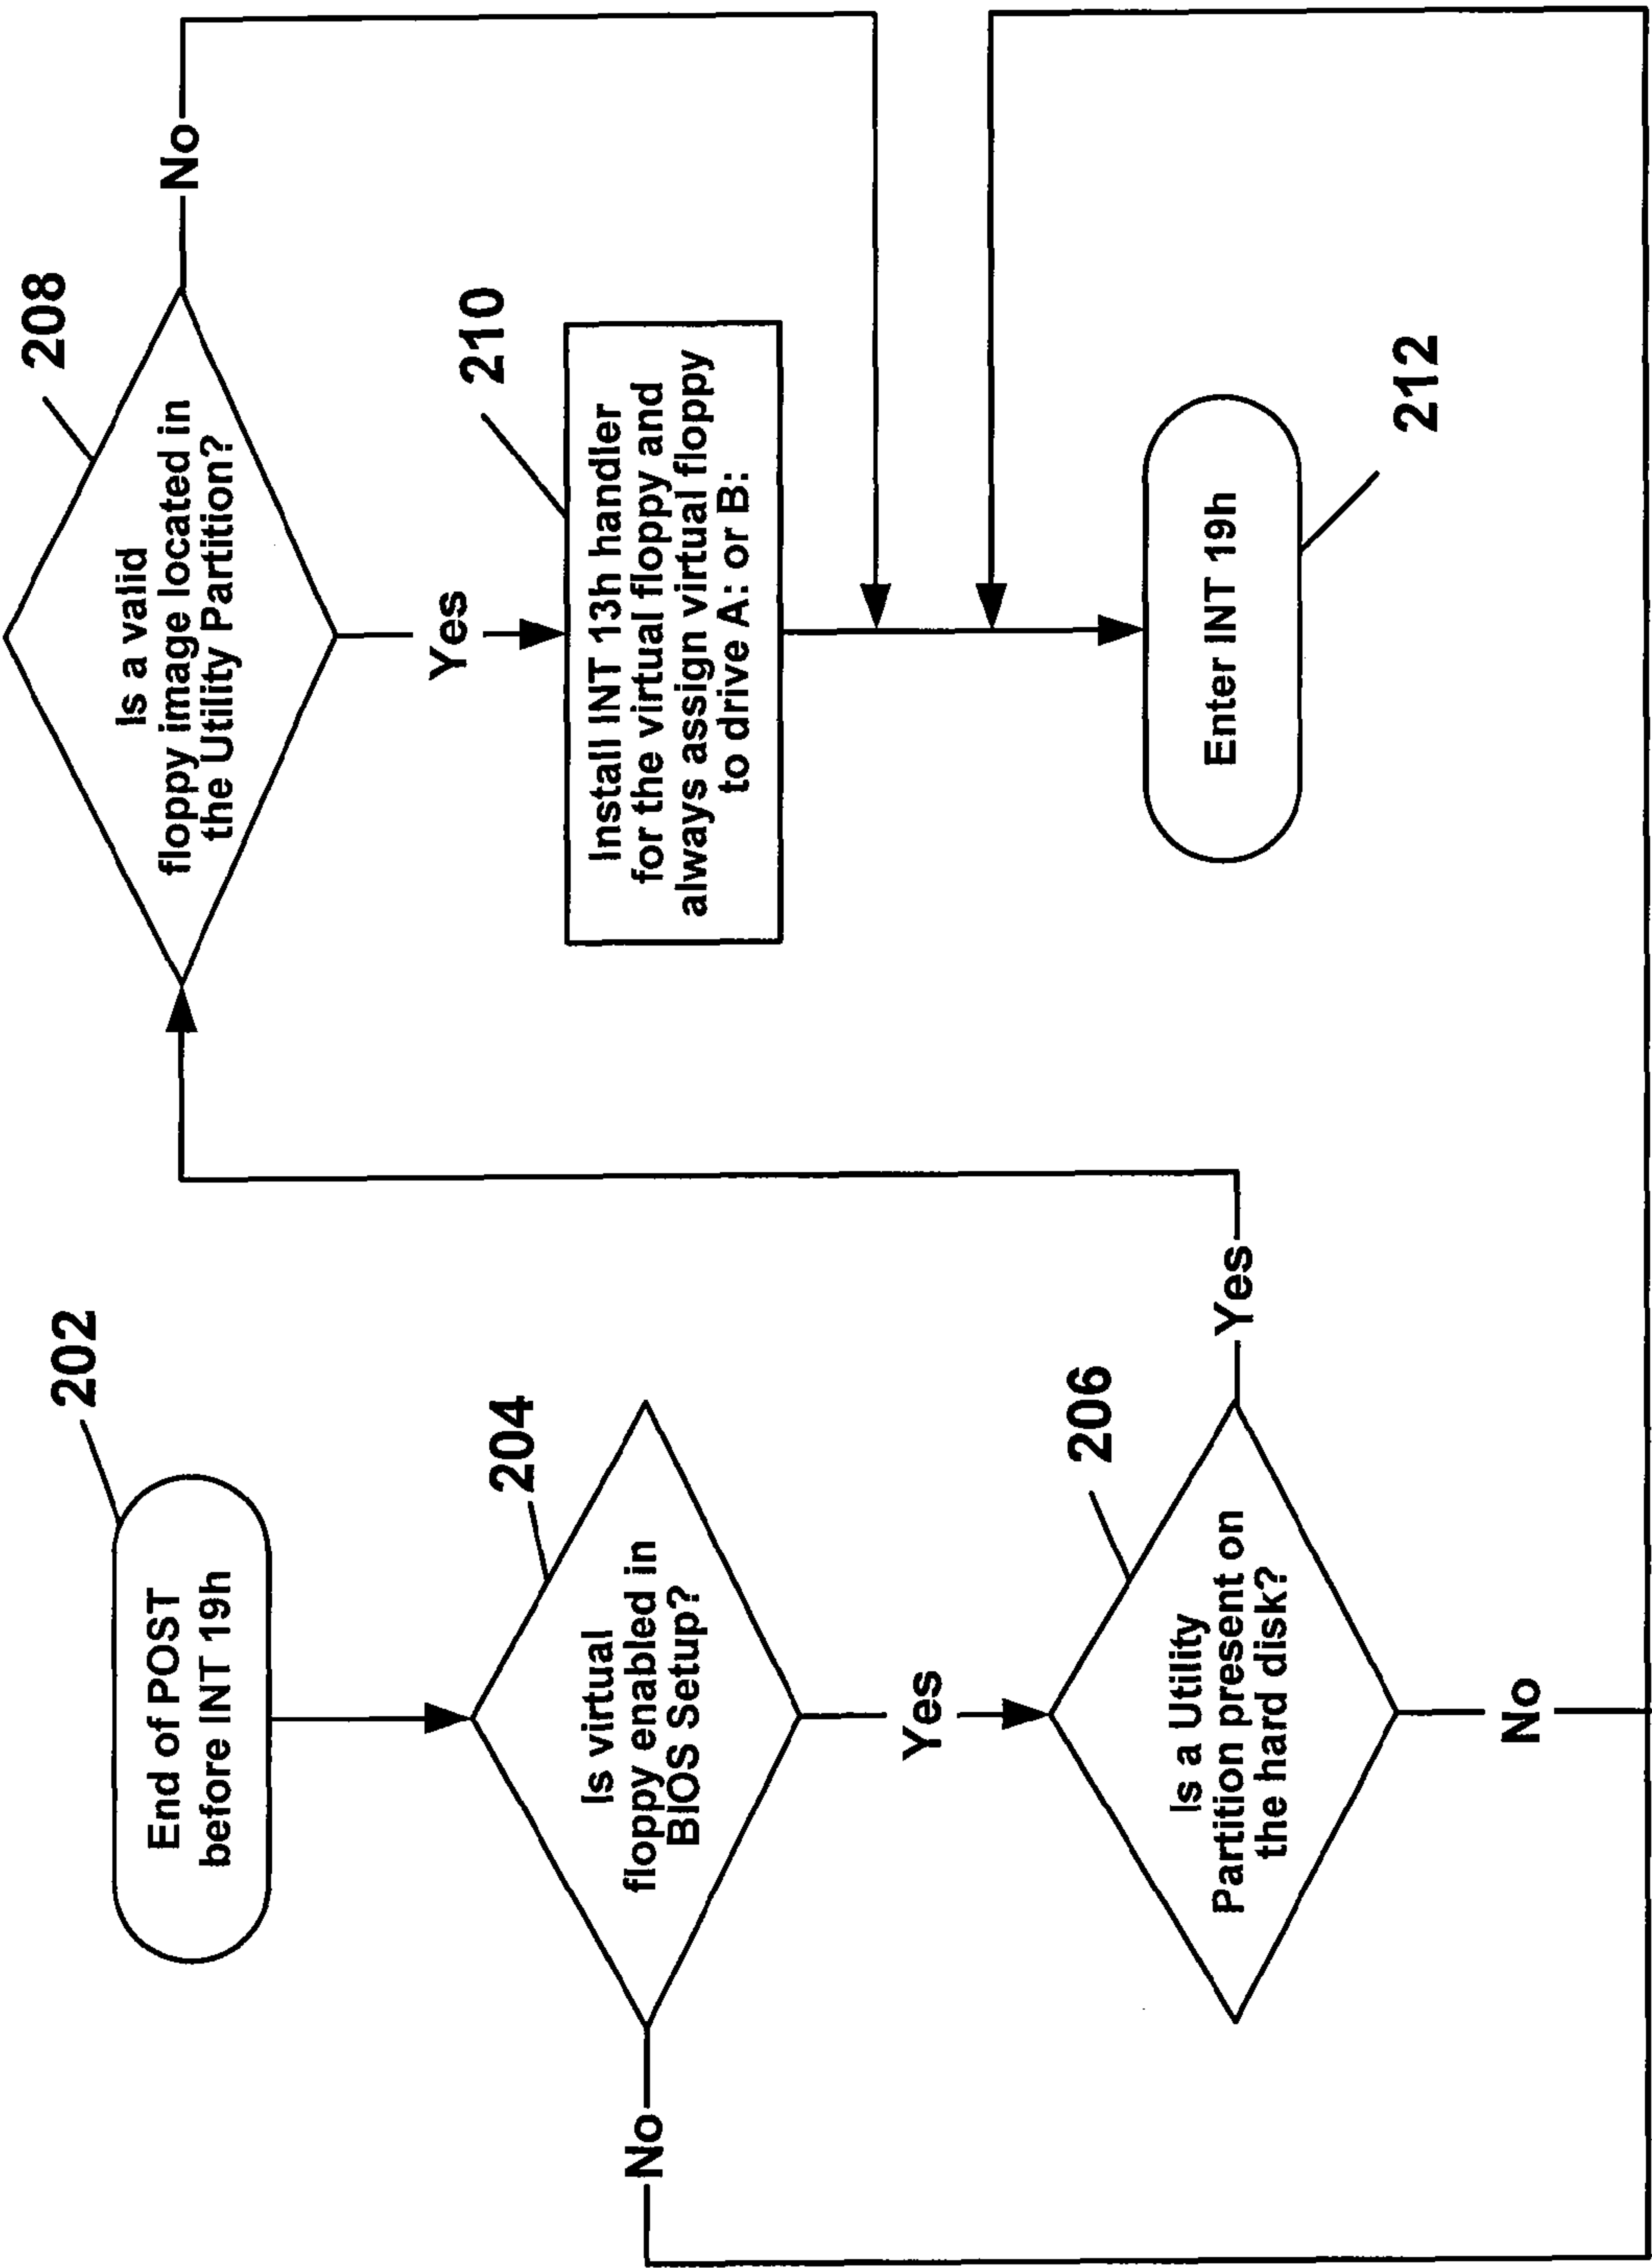 202
End of POST
before INT 19h
204
Is virtual
floppy enabled in
BIOS Setup?
No
Yes
206
Is a Utility
Partition present on
the hard disk?
Yes
No
208
Is a valid
floppy image located in
the Utility Partition?
No
Yes
210
Install INT 13h handler
for the virtual floppy and
always assign virtual floppy
to drive A: or B:
Enter INT 19h
212